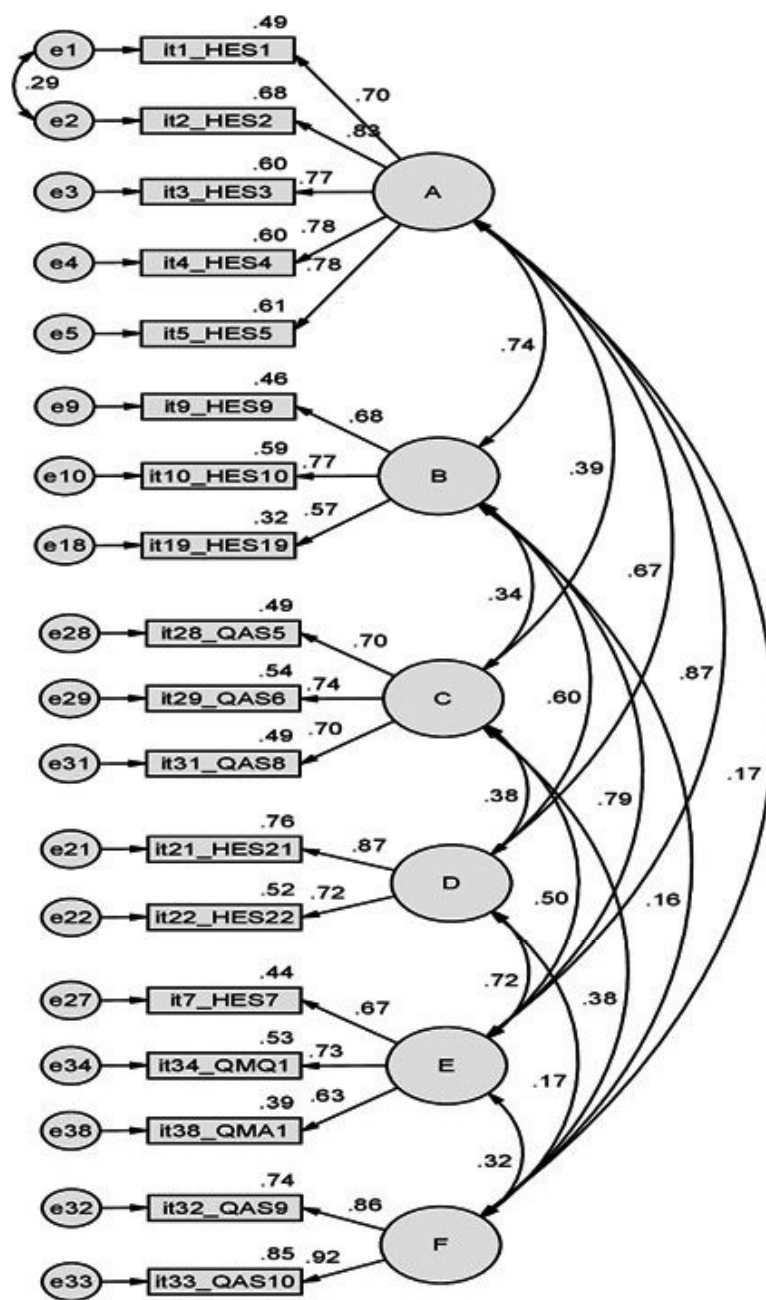 .49
e1 it1_HES1
.29 .70
.68
e2 it2_HES2 .83
.60
e3 it3_HES3 .77 A
.60 .78
e4 it4_HES4
.78
.61
e5 it5_HES5
.74
.46
e9 it9_HES9 .68
.59
e10 it10_HES10 .77 B .39
.32 .57
e18 it19_HES19
.67
.34
.49
e28 it28_QAS5 .70
.87
.54
e29 it29_QAS6 .74 C .60
.49 .70
e31 it31_QAS8
.17
.38 .79
.76
e21 it21_HES21 .87
.52 D
e22 it22_HES22 .72
.50 .16
.72
.44
e27 it7_HES7 .67 .38
.53
e34 it34_QMQ1 .73 E
.17
.39 .63
e38 it38_QMA1
.32
.74
e32 it32_QAS9 .86
F
.85 .92
e33 it33_QAS10